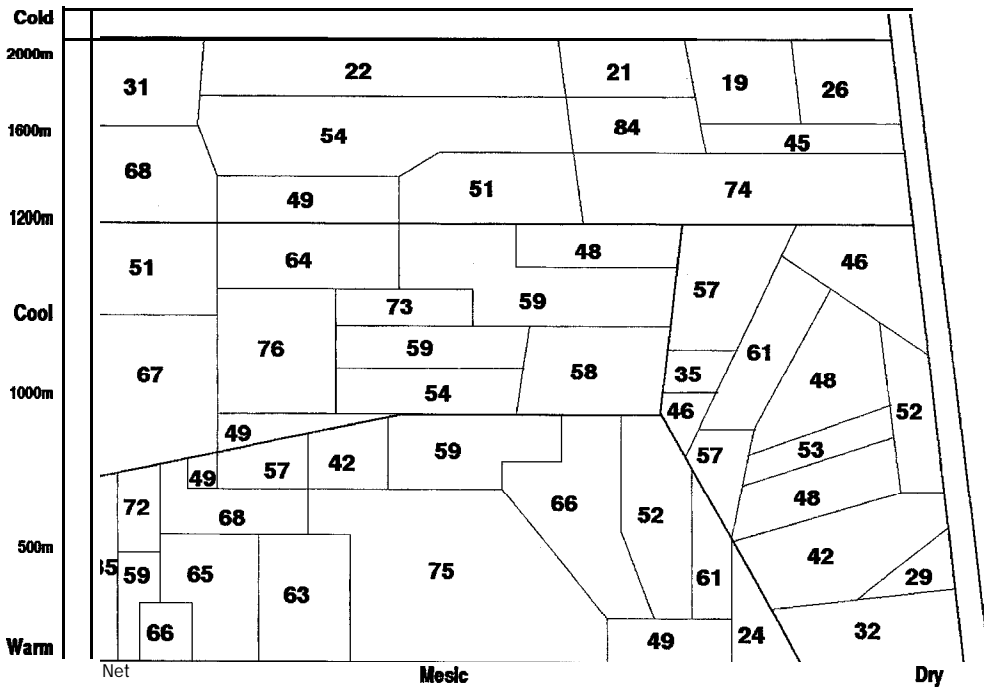 Cold
2000m
31 22 21 19 26
1600m
54 84 45
68 49 51 74
1200m
51 64 48 57 46
Cool
73 59
67 76 59 58 35 61 48
1000m
54 46 52
49 42 59 57 53
49 57
72 68 66 52 48
500m
35 59 65 63 75 61 42 29
66 49 24 32
Warm
Net Mesic Dry